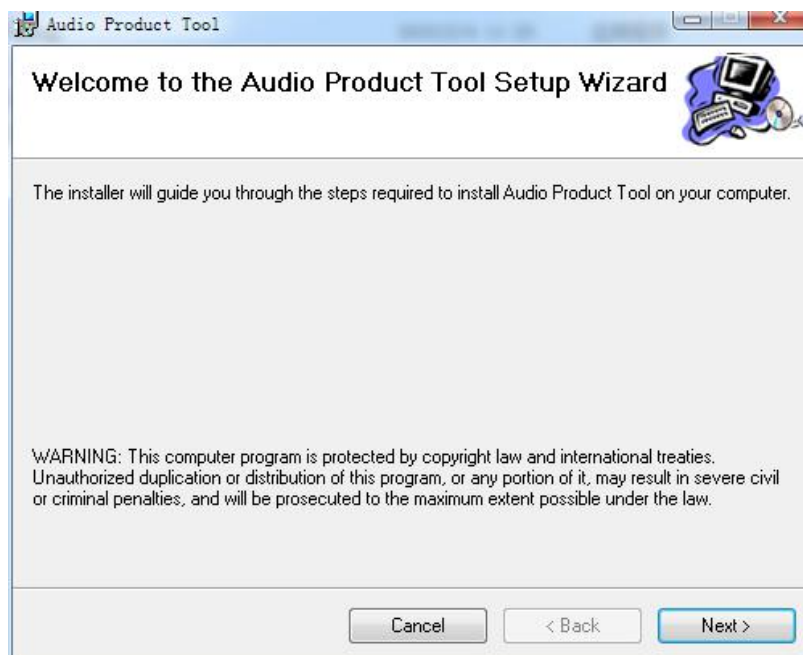 Audio Product Tool
Welcome to the Audio Product Tool Setup Wizard
The installer will guide you through the steps required to install Audio Product Tool on your computer.
WARNING: This computer program is protected by copyright law and international treaties.
Unauthorized duplication or distribution of this program, or any portion of it, may result in severe civil
or criminal penalties, and will be prosecuted to the maximum extent possible under the law.
Cancel
< Back
Next >